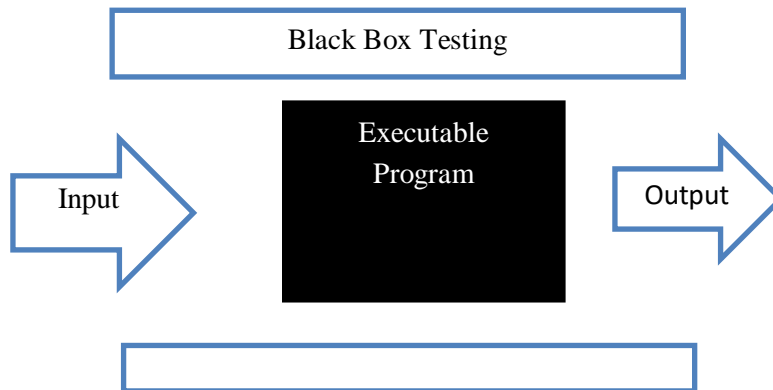 Black Box Testing
Executable
Program
Input
Output